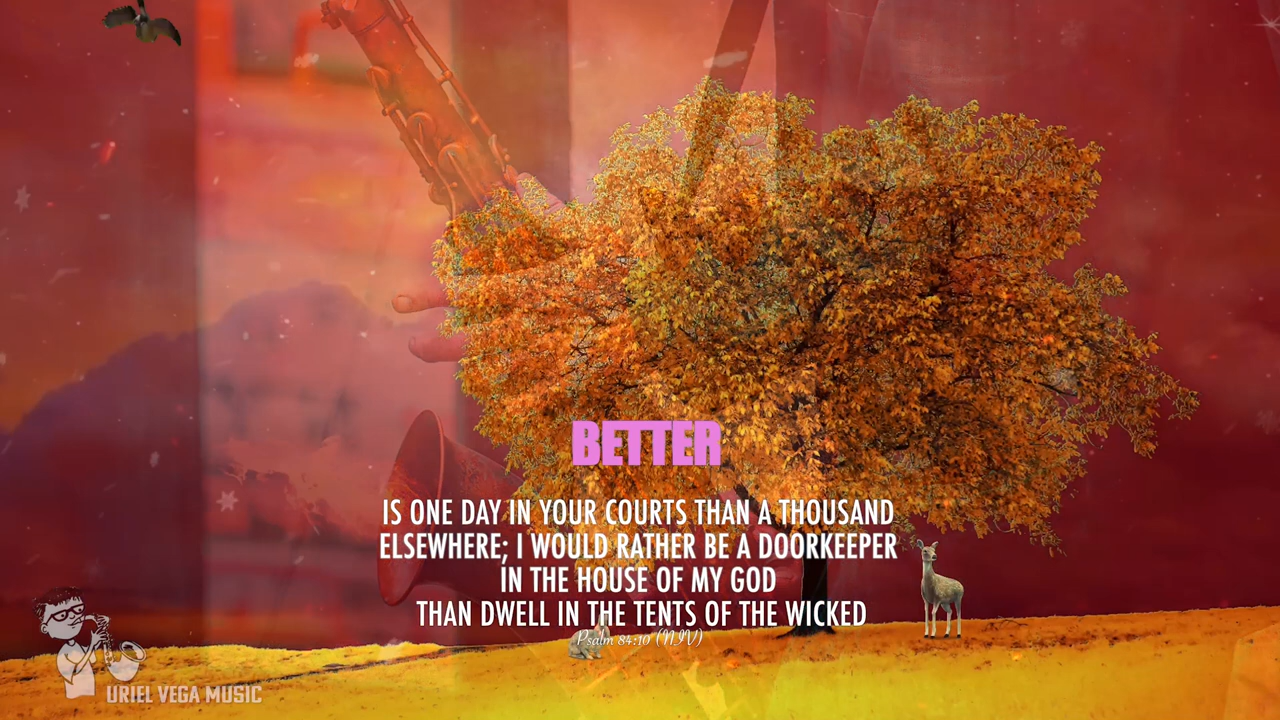 BETTER
IS ONE DAY IN YOUR COURTS THAN A THOUSAND
ELSEWHERE; I WOULD RATHER BE A DOORKEEPER
IN THE HOUSE OF MY GOD
THAN DWELL IN THE TENTS OF THE WICKED
Psalm 84:10 (NIV)
URIEL VEGA MUSIC